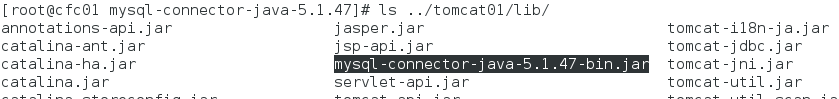 [root@cfc01 mysql-connector-java-5.1.47]# ls ../tomcat01/lib/
annotations-api.jar jasper.jar tomcat-i18n-ja.jar
catalina-ant.jar jsp-api.jar tomcat-jdbc.jar
catalina-ha.jar mysql-connector-java-5.1.47-bin.jar tomcat-jni.jar
catalina.jar servlet-api.jar tomcat-util.jar